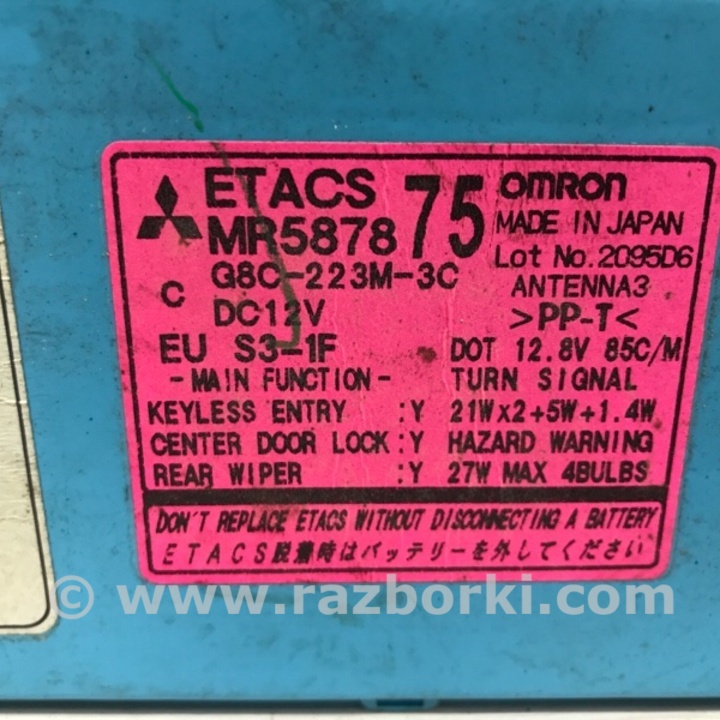 ETACS 75 OMRON
MR5878 MADE IN JAPAN
Lot No.2095D6
C G8C-223M-3C ANTENNA3
DC12V >PP-T<
EU S3-1F DOT 12.8V 85C/M
-MAIN FUNCTION- TURN SIGNAL
KEYLESS ENTRY :Y 21Wx2+5W+1.4W
CENTER DOOR LOCK:Y HAZARD WARNING
REAR WIPER :Y 27W MAX 4BULBS
DON'T REPLACE ETACS WITHOUT DISCONNECTING A BATTERY
ETACS脱着時はバッテリーを外してください
© www.razborki.com